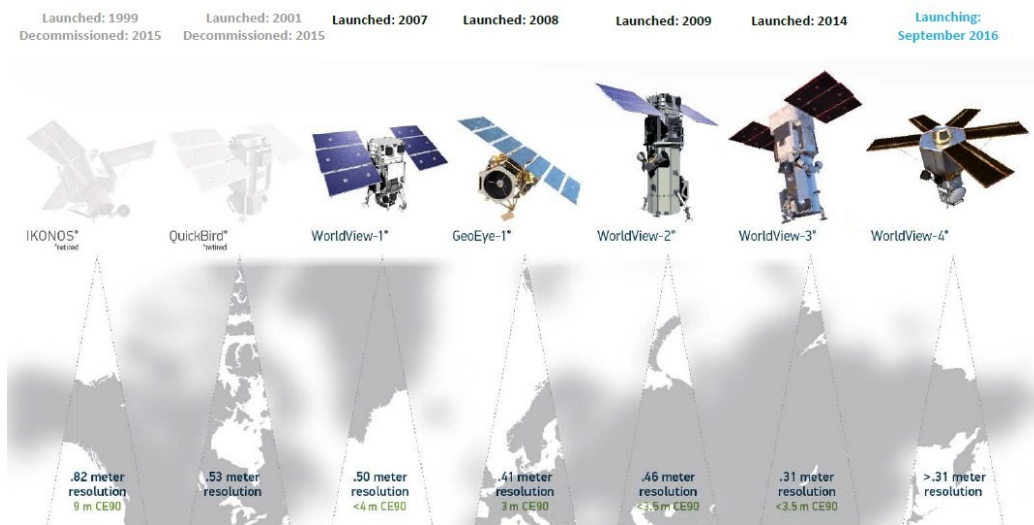 Launched: 1999
Decommissioned: 2015
Launched: 2001
Decommissioned: 2015
Launched: 2007
Launched: 2008
Launched: 2009
Launched: 2014
Launching:
September 2016
IKONOS®
*retired
QuickBird®
*retired
WorldView-1®
GeoEye-1®
WorldView-2®
WorldView-3®
WorldView-4®
.82 meter
resolution
9 m CE90
.53 meter
resolution
.50 meter
resolution
<4 m CE90
.41 meter
resolution
3 m CE90
.46 meter
resolution
<3.5 m CE90
.31 meter
resolution
<3.5 m CE90
>.31 meter
resolution